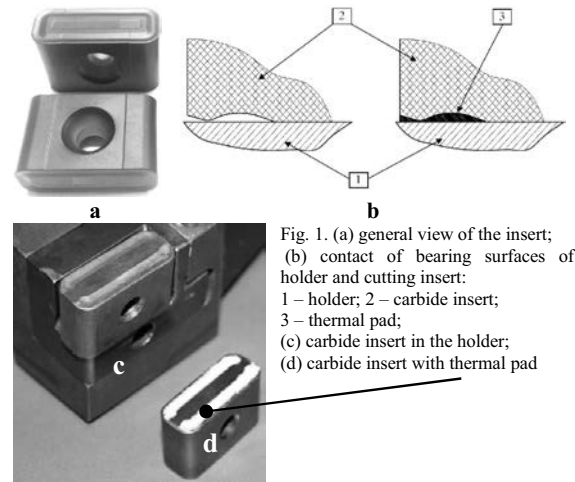 2
3
1
a
b
Fig. 1. (a) general view of the insert;
(b) contact of bearing surfaces of
holder and cutting insert:
1 – holder; 2 – carbide insert;
3 – thermal pad;
(c) carbide insert in the holder;
(d) carbide insert with thermal pad
c
d